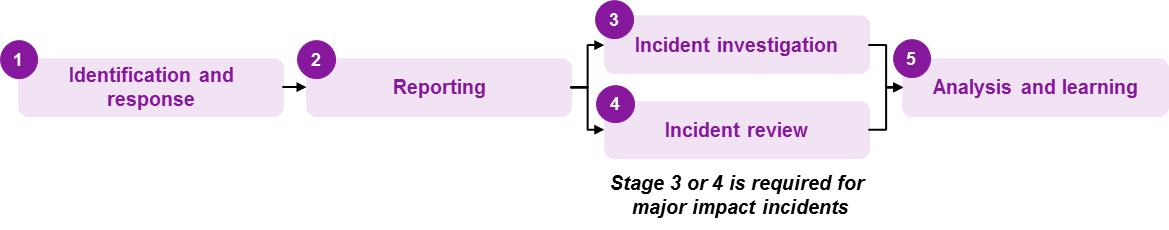 1
Identification and
response
2
Reporting
3
Incident investigation
4
Incident review
Stage 3 or 4 is required for
major impact incidents
5
Analysis and learning